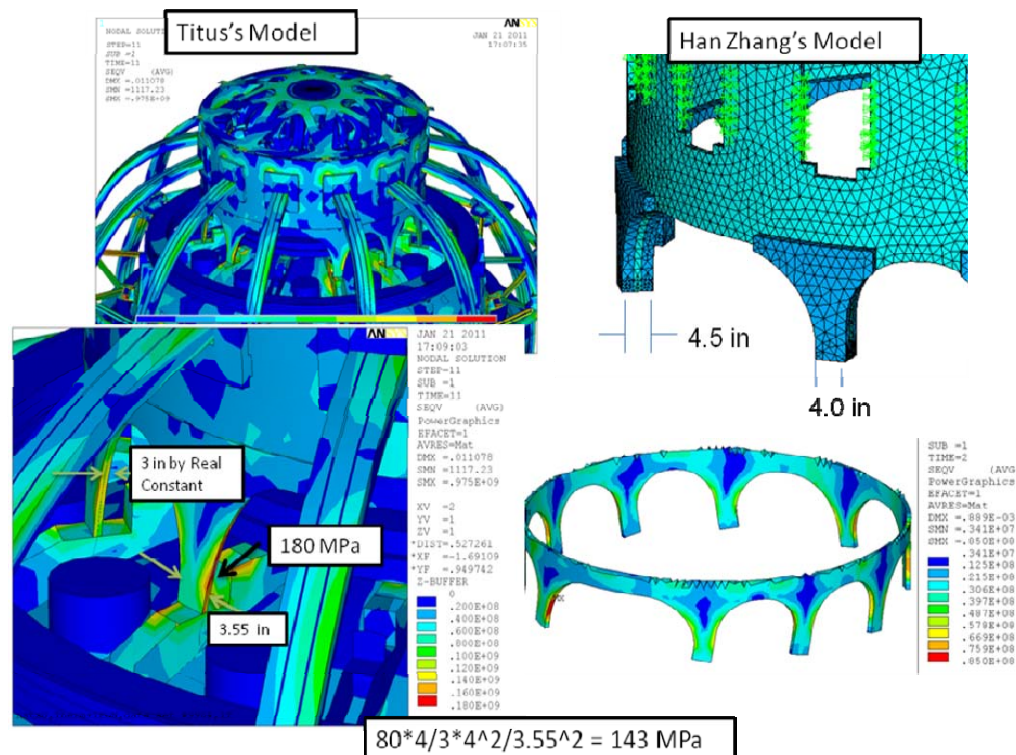 Titus's Model
1
NODAL SOLUTION
STEP=11
SUB =1
TIME=11
SEQV (AVG)
DMX =.011078
SMN =1117.23
SMX =.975E+09
ANSYS
JAN 21 2011
17:07:35
Han Zhang's Model
4.5 in
4.0 in
AN
JAN 21 2011
17:09:03
NODAL SOLUTION
STEP=11
SUB =1
TIME=11
SEQV (AVG)
PowerGraphics
EFACET=1
AVRES=Mat
DMX =.011078
SMN =1117.23
SMX =.975E+09
XV =2
YV =1
ZV =1
*DIST=.527261
*XF =-1.69109
*YF =.949742
Z-BUFFER
0
.200E+08
.400E+08
.600E+08
.800E+08
.100E+09
.120E+09
.140E+09
.160E+09
.180E+09
3 in by Real
Constant
180 MPa
3.55 in
SUB =1
TIME=2
SEQV (AVG
PowerGraphics
EFACET=1
AVRES=Mat
DMX =.889E-03
SMN =.341E+07
SMX =.850E+08
.341E+07
.125E+08
.215E+08
.306E+08
.397E+08
.487E+08
.578E+08
.669E+08
.759E+08
.850E+08
MX
80*4/3*4^2/3.55^2 = 143 MPa